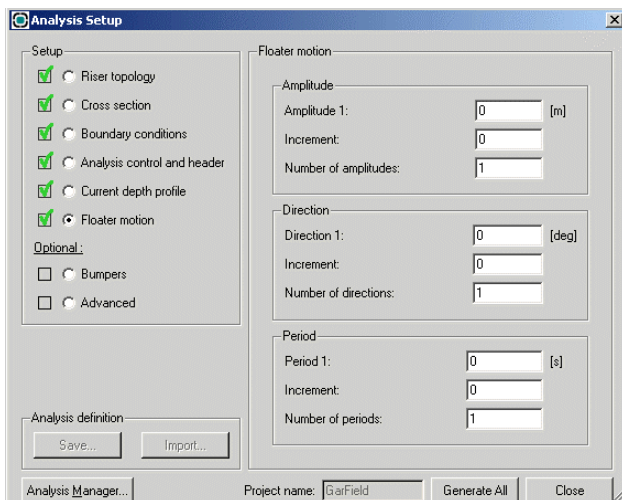 Analysis Setup
Setup
Riser topology
Cross section
Boundary conditions
Analysis control and header
Current depth profile
Floater motion
Optional :
Bumpers
Advanced
Analysis definition
Save...
Import...
Floater motion
Amplitude
Amplitude 1: 0 [m]
Increment: 0
Number of amplitudes: 1
Direction
Direction 1: 0 [deg]
Increment: 0
Number of directions: 1
Period
Period 1: 0 [s]
Increment: 0
Number of periods: 1
Analysis Manager... Project name: GarField Generate All Close